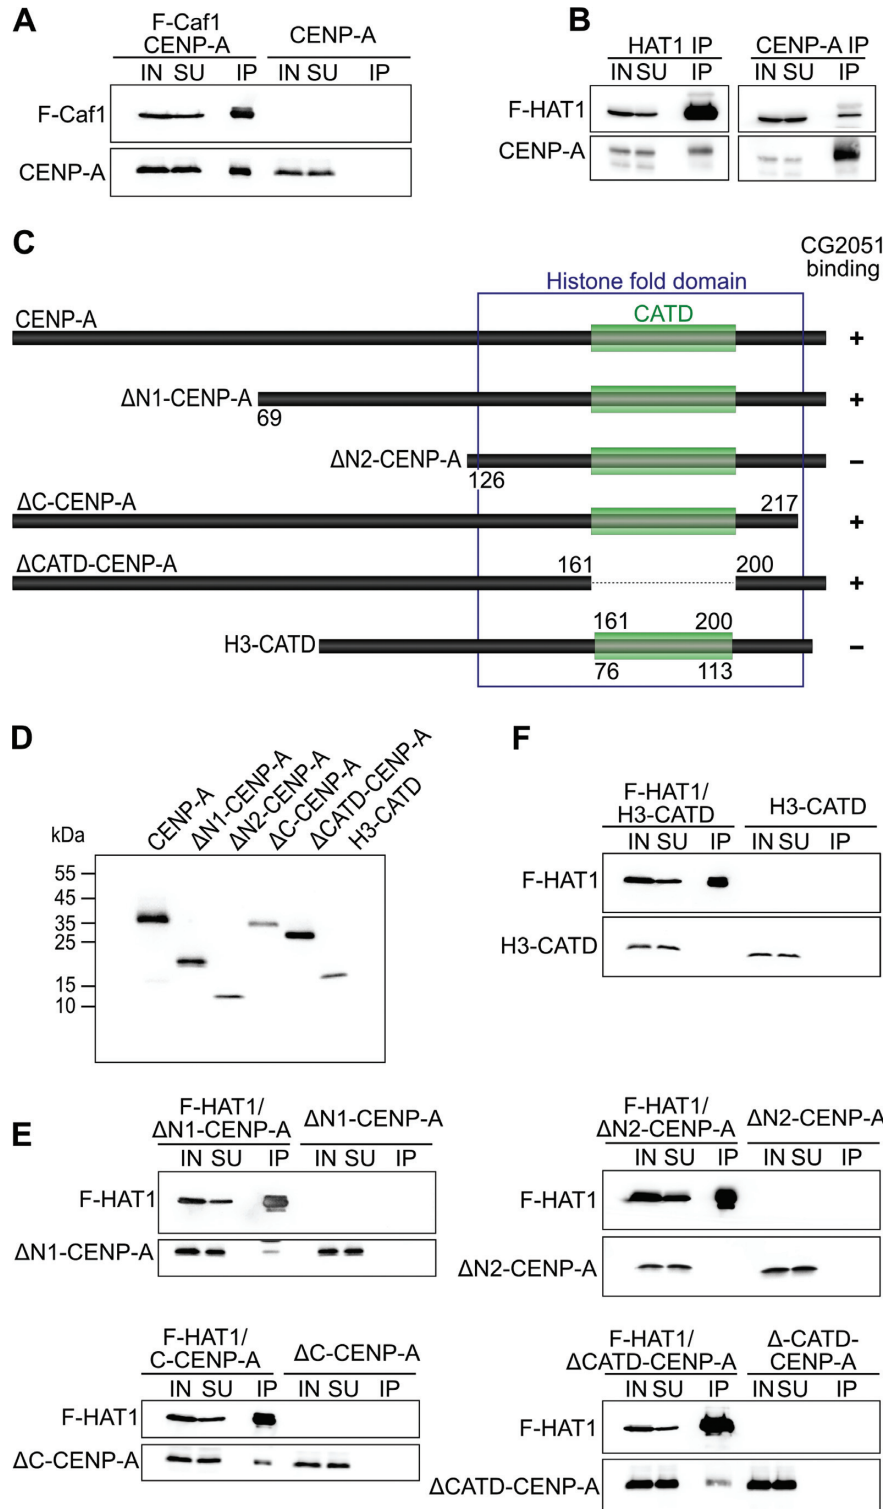 A
F-Caf1
CENP-A
CENP-A
IN SU IP IN SU IP
F-Caf1
CENP-A
B
HAT1 IP CENP-A IP
IN SU IP IN SU IP
F-HAT1
CENP-A
C
CG2051
binding
Histone fold domain
CENP-A
CATD
+
ΔN1-CENP-A
69
+
ΔN2-CENP-A
126
–
ΔC-CENP-A
217
+
ΔCATD-CENP-A
161 200
+
H3-CATD
161 200
76 113
–
D
kDa
CENP-A
ΔN1-CENP-A
ΔN2-CENP-A
ΔC-CENP-A
ΔCATD-CENP-A
H3-CATD
55
45
35
25
15
10
F
F-HAT1/
H3-CATD
H3-CATD
IN SU IP IN SU IP
F-HAT1
H3-CATD
E
F-HAT1/
ΔN1-CENP-A
ΔN1-CENP-A
IN SU IP IN SU IP
F-HAT1
ΔN1-CENP-A
F-HAT1/
ΔN2-CENP-A
ΔN2-CENP-A
IN SU IP IN SU IP
F-HAT1
ΔN2-CENP-A
F-HAT1/
C-CENP-A
ΔC-CENP-A
IN SU IP IN SU IP
F-HAT1
ΔC-CENP-A
F-HAT1/
ΔCATD-CENP-A
Δ-CATD-
CENP-A
IN SU IP IN SU IP
F-HAT1
ΔCATD-CENP-A